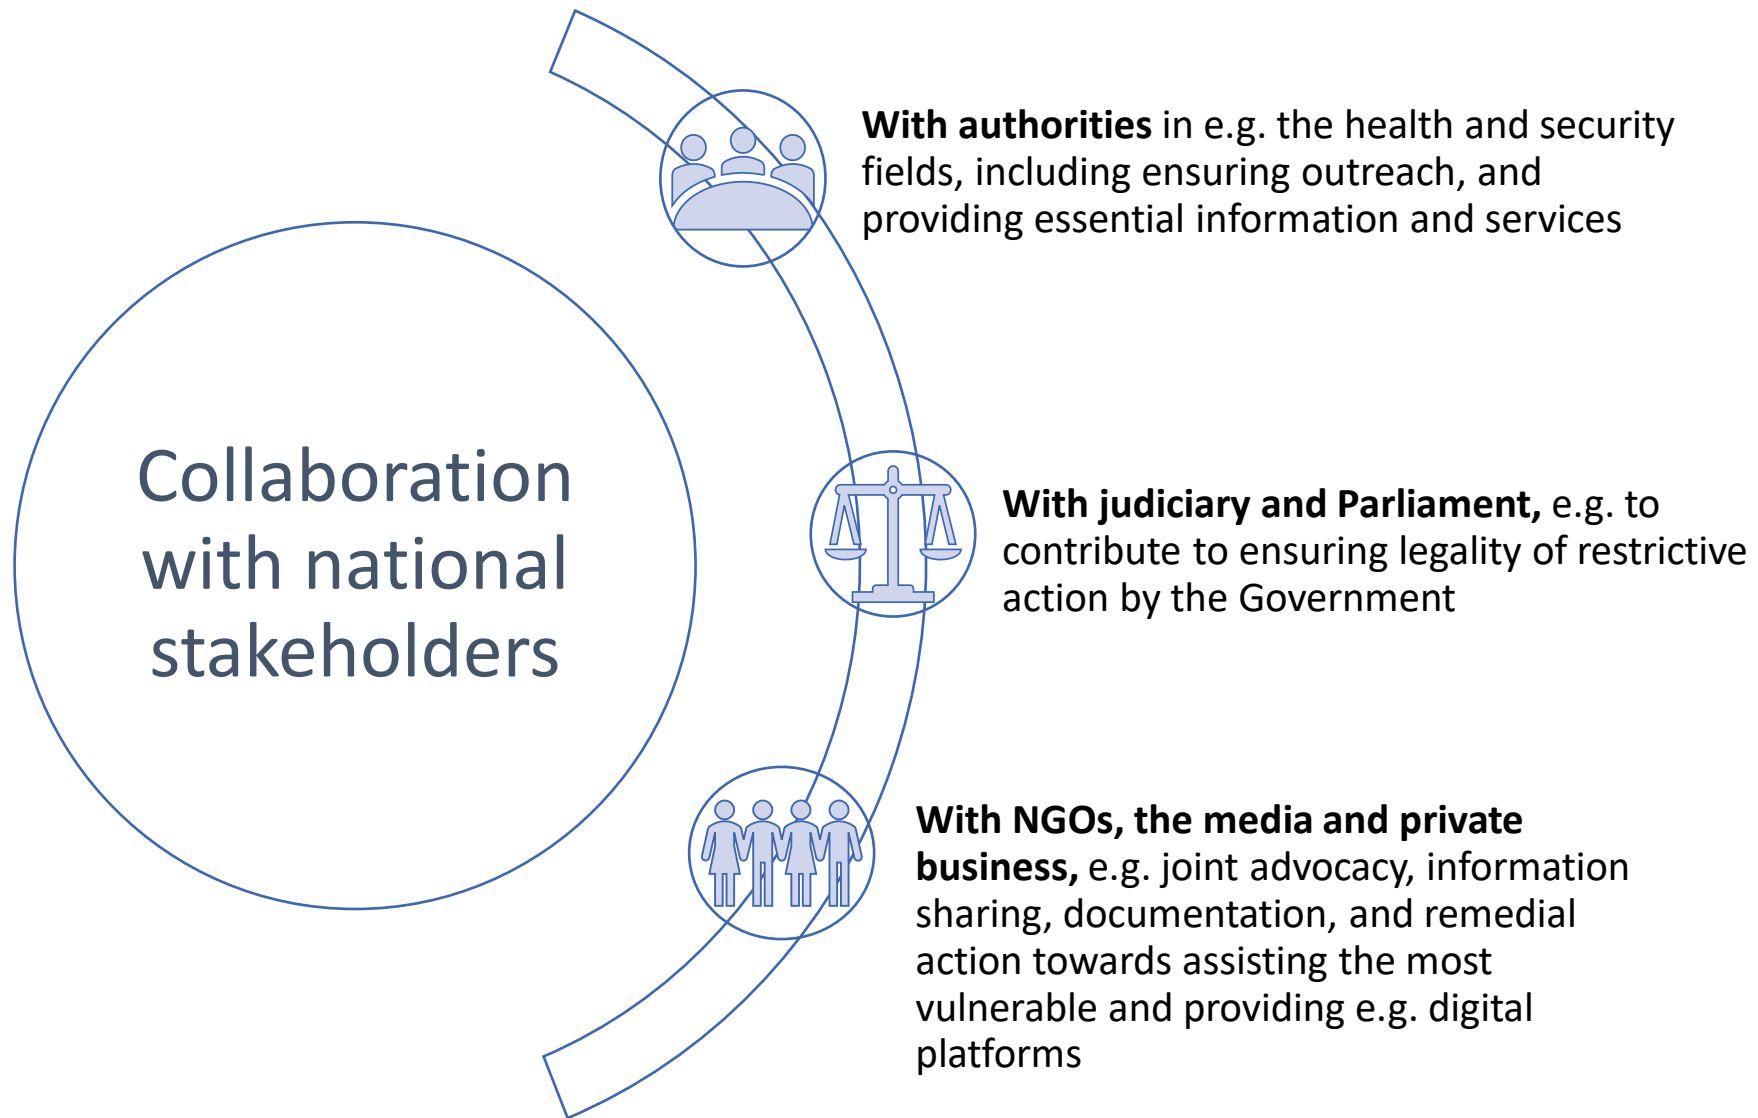 Collaboration
with national
stakeholders
With authorities in e.g. the health and security
fields, including ensuring outreach, and
providing essential information and services
With judiciary and Parliament, e.g. to
contribute to ensuring legality of restrictive
action by the Government
With NGOs, the media and private
business, e.g. joint advocacy, information
sharing, documentation, and remedial
action towards assisting the most
vulnerable and providing e.g. digital
platforms